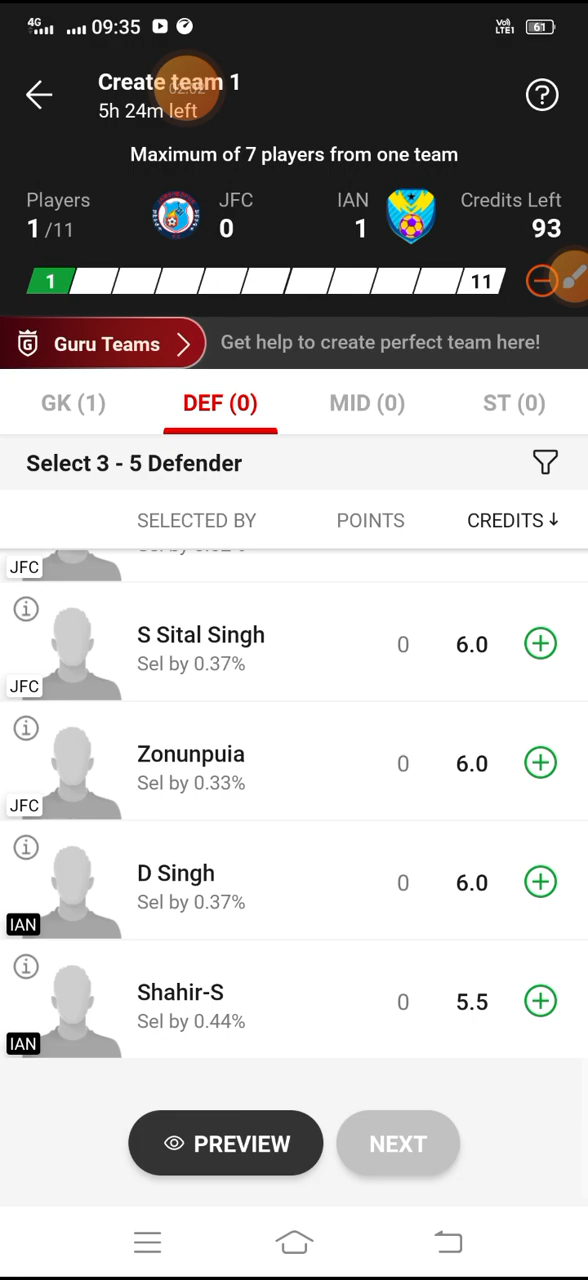 4G 09:35 VoI) LTE1 61
Create team 1
5h 24m left
02:02
Maximum of 7 players from one team
Players JFC IAN Credits Left
1 /11 0 1 93
1 11
G Guru Teams Get help to create perfect team here!
GK (1) DEF (0) MID (0) ST (0)
Select 3 - 5 Defender
SELECTED BY POINTS CREDITS ↓
JFC
S Sital Singh
Sel by 0.37% 0 6.0
JFC
Zonunpuia
Sel by 0.33% 0 6.0
JFC
D Singh
Sel by 0.37% 0 6.0
IAN
Shahir-S
Sel by 0.44% 0 5.5
IAN
PREVIEW NEXT